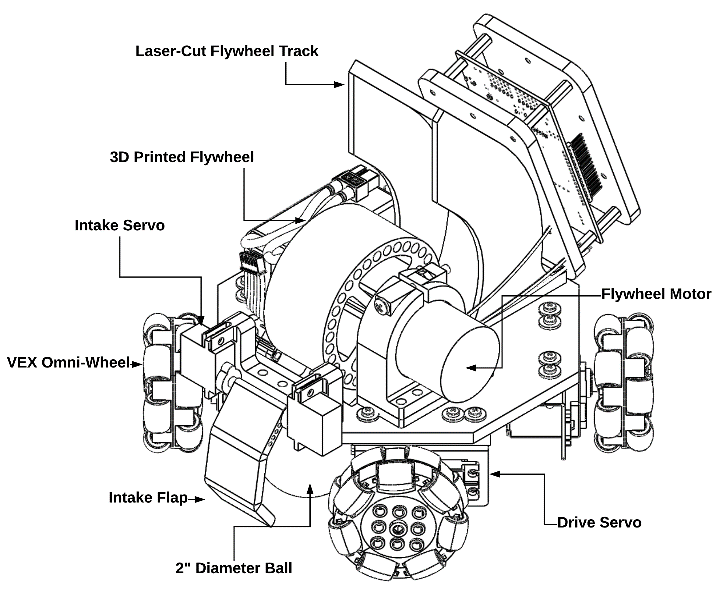 Laser-Cut Flywheel Track
3D Printed Flywheel
Intake Servo
Flywheel Motor
VEX Omni-Wheel
Intake Flap
Drive Servo
2" Diameter Ball